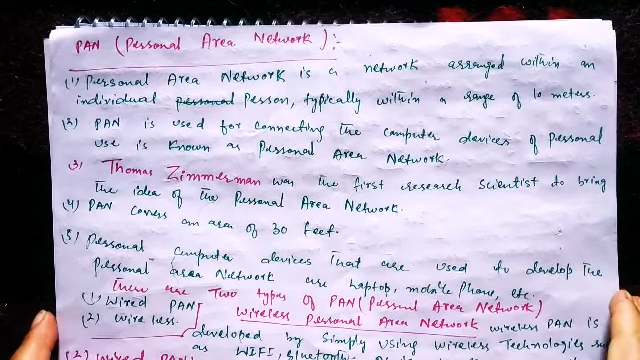 PAN (Personal Area Network) :-
(1) Personal Area Network is a network arranged within an
individual personal Person, typically within a range of 10 meters.
(2) PAN is used for connecting the computer devices of personal
use is known as Personal Area Network.
3) Thomas Zimmerman was the first research scientist to bring
the idea of the Personal Area Network.
(4) PAN covers an area of 30 feet.
(5) Personal computer devices that are used to develop the
personal area Network are laptop, mobile phone, etc.
There are Two types of PAN (Personal Area Network)
(1) Wired PAN
(2) Wireless.
Wireless Personal Area Network wireless PAN is
developed by simply using wireless Technologies such
as WIFI, Bluetooth
(2) Wired PAN